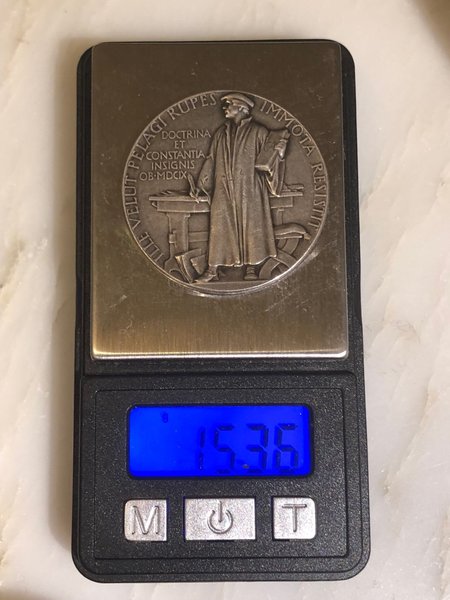 ILLE VELUT PELAGI RUPES IMMOTA RESISTIT
DOCTRINA
ET
CONSTANTIA
INSIGNIS
OB·MDCIX
15.36
M T